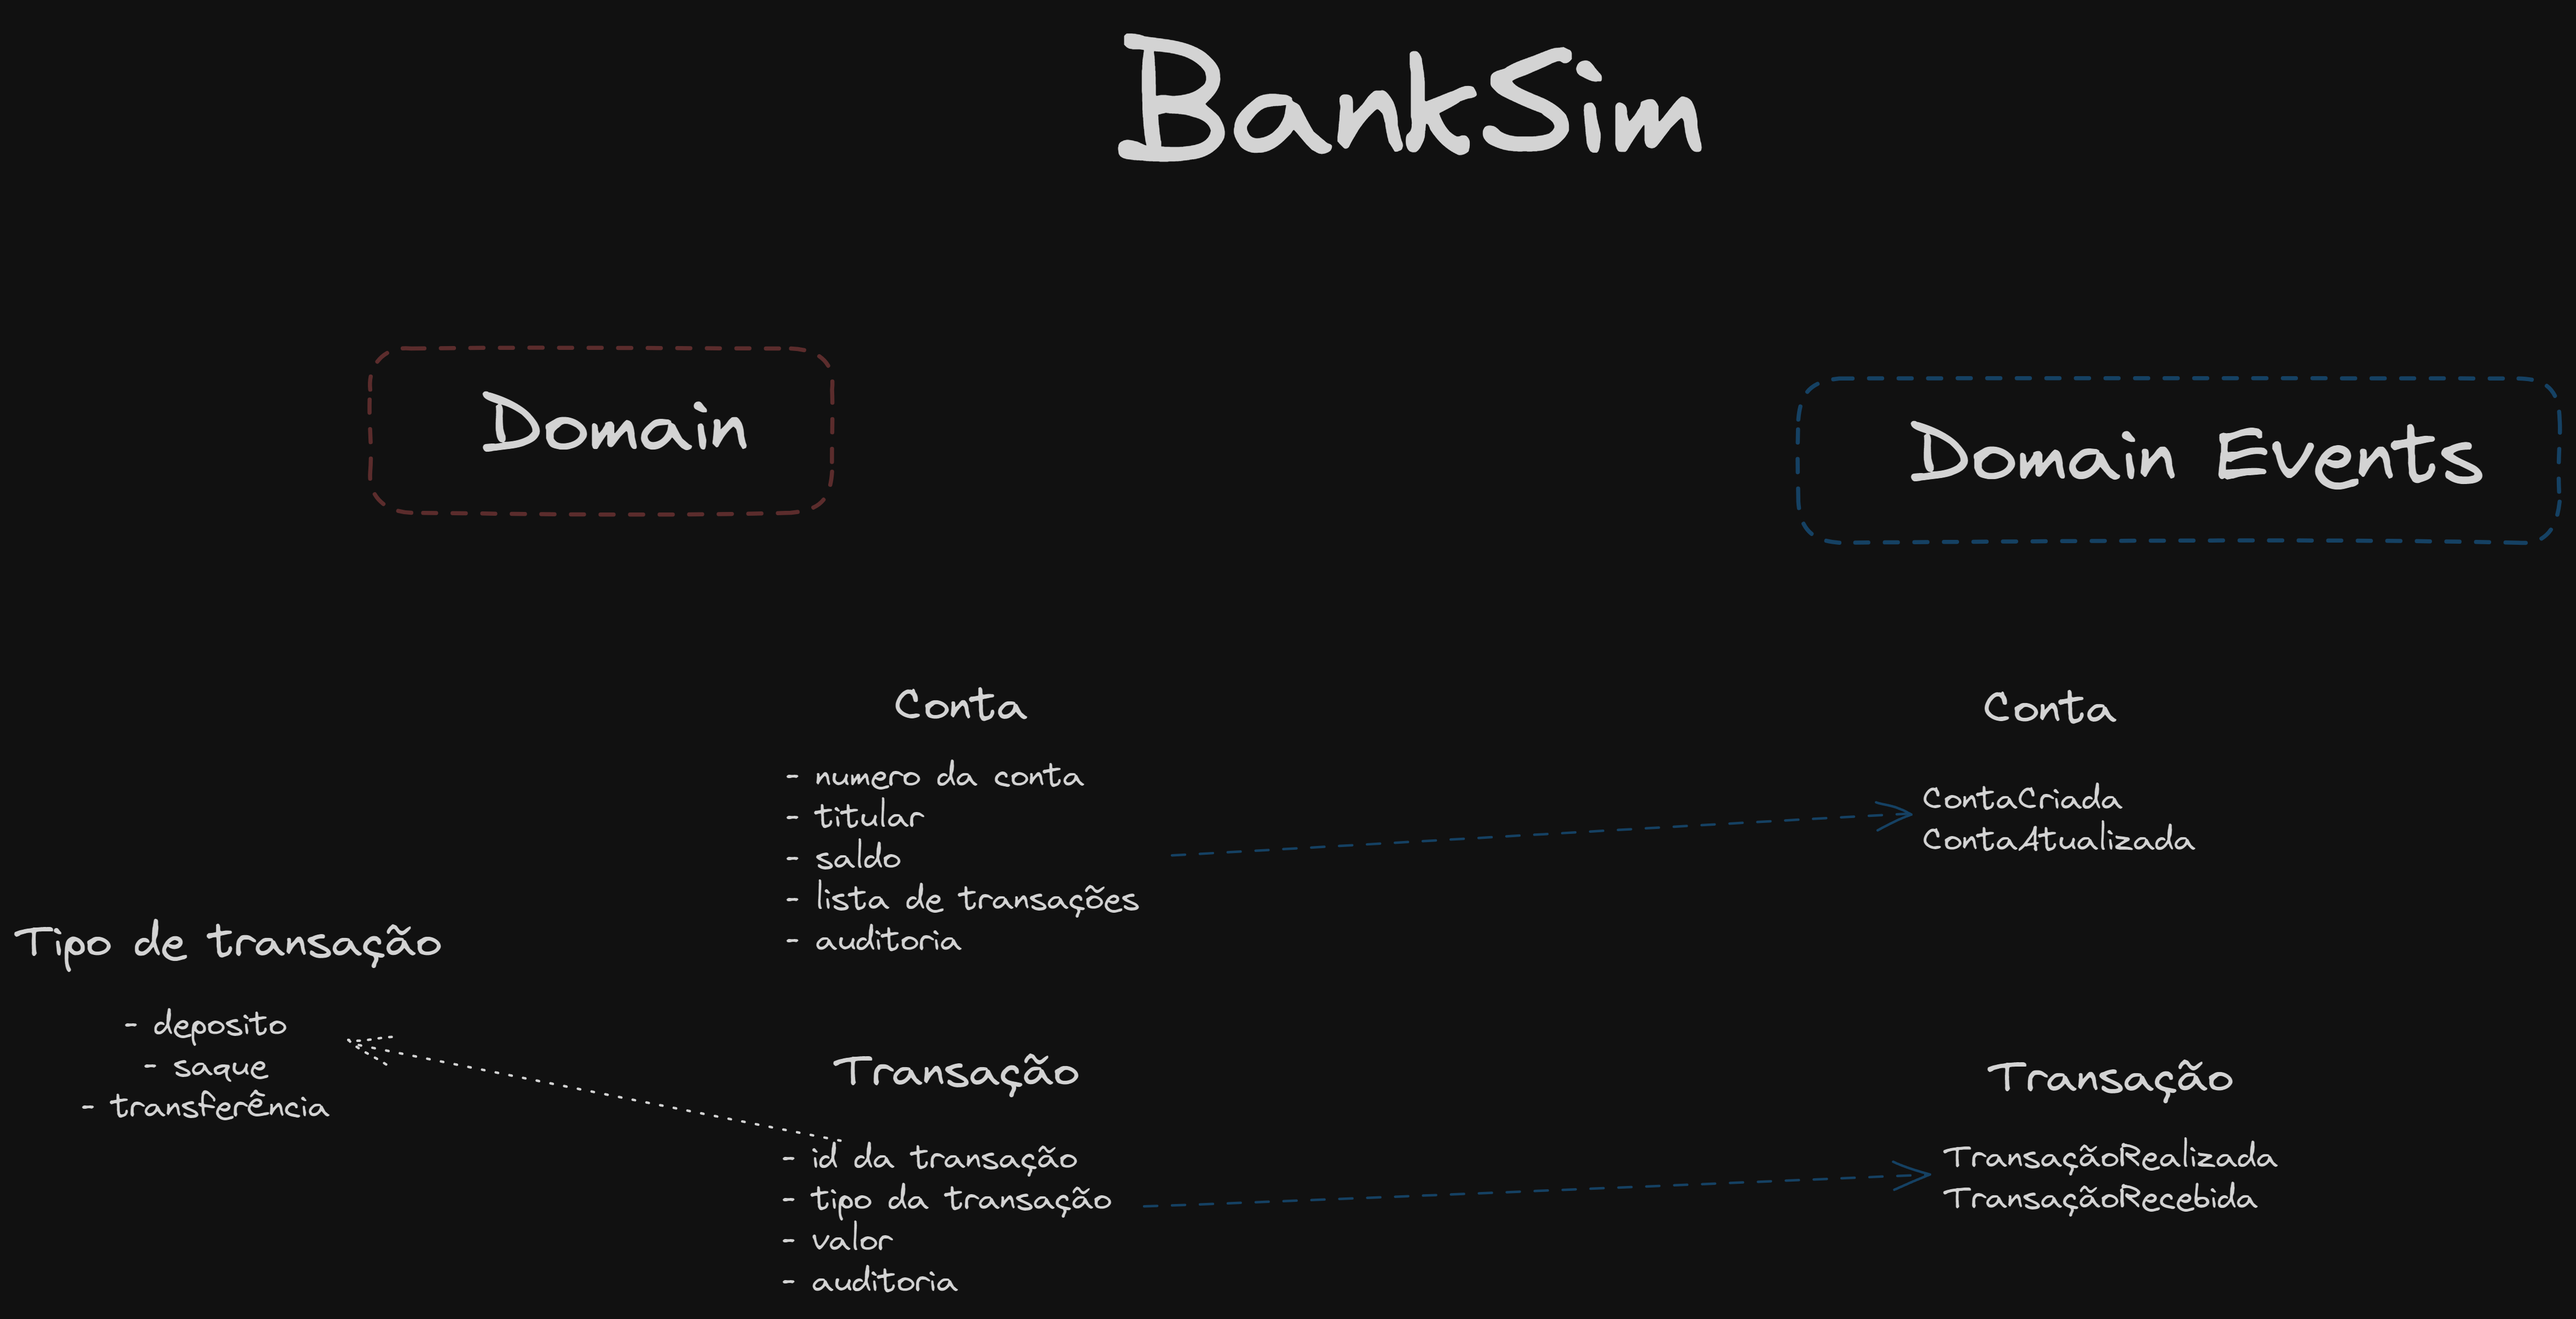 BankSim
Domain
Domain Events
Conta
- numero da conta
- titular
- saldo
- lista de transações
- auditoria
Conta
ContaCriada
ContaAtualizada
Tipo de transação
- deposito
- saque
- transferência
Transação
- id da transação
- tipo da transação
- valor
- auditoria
Transação
TransaçãoRealizada
TransaçãoRecebida